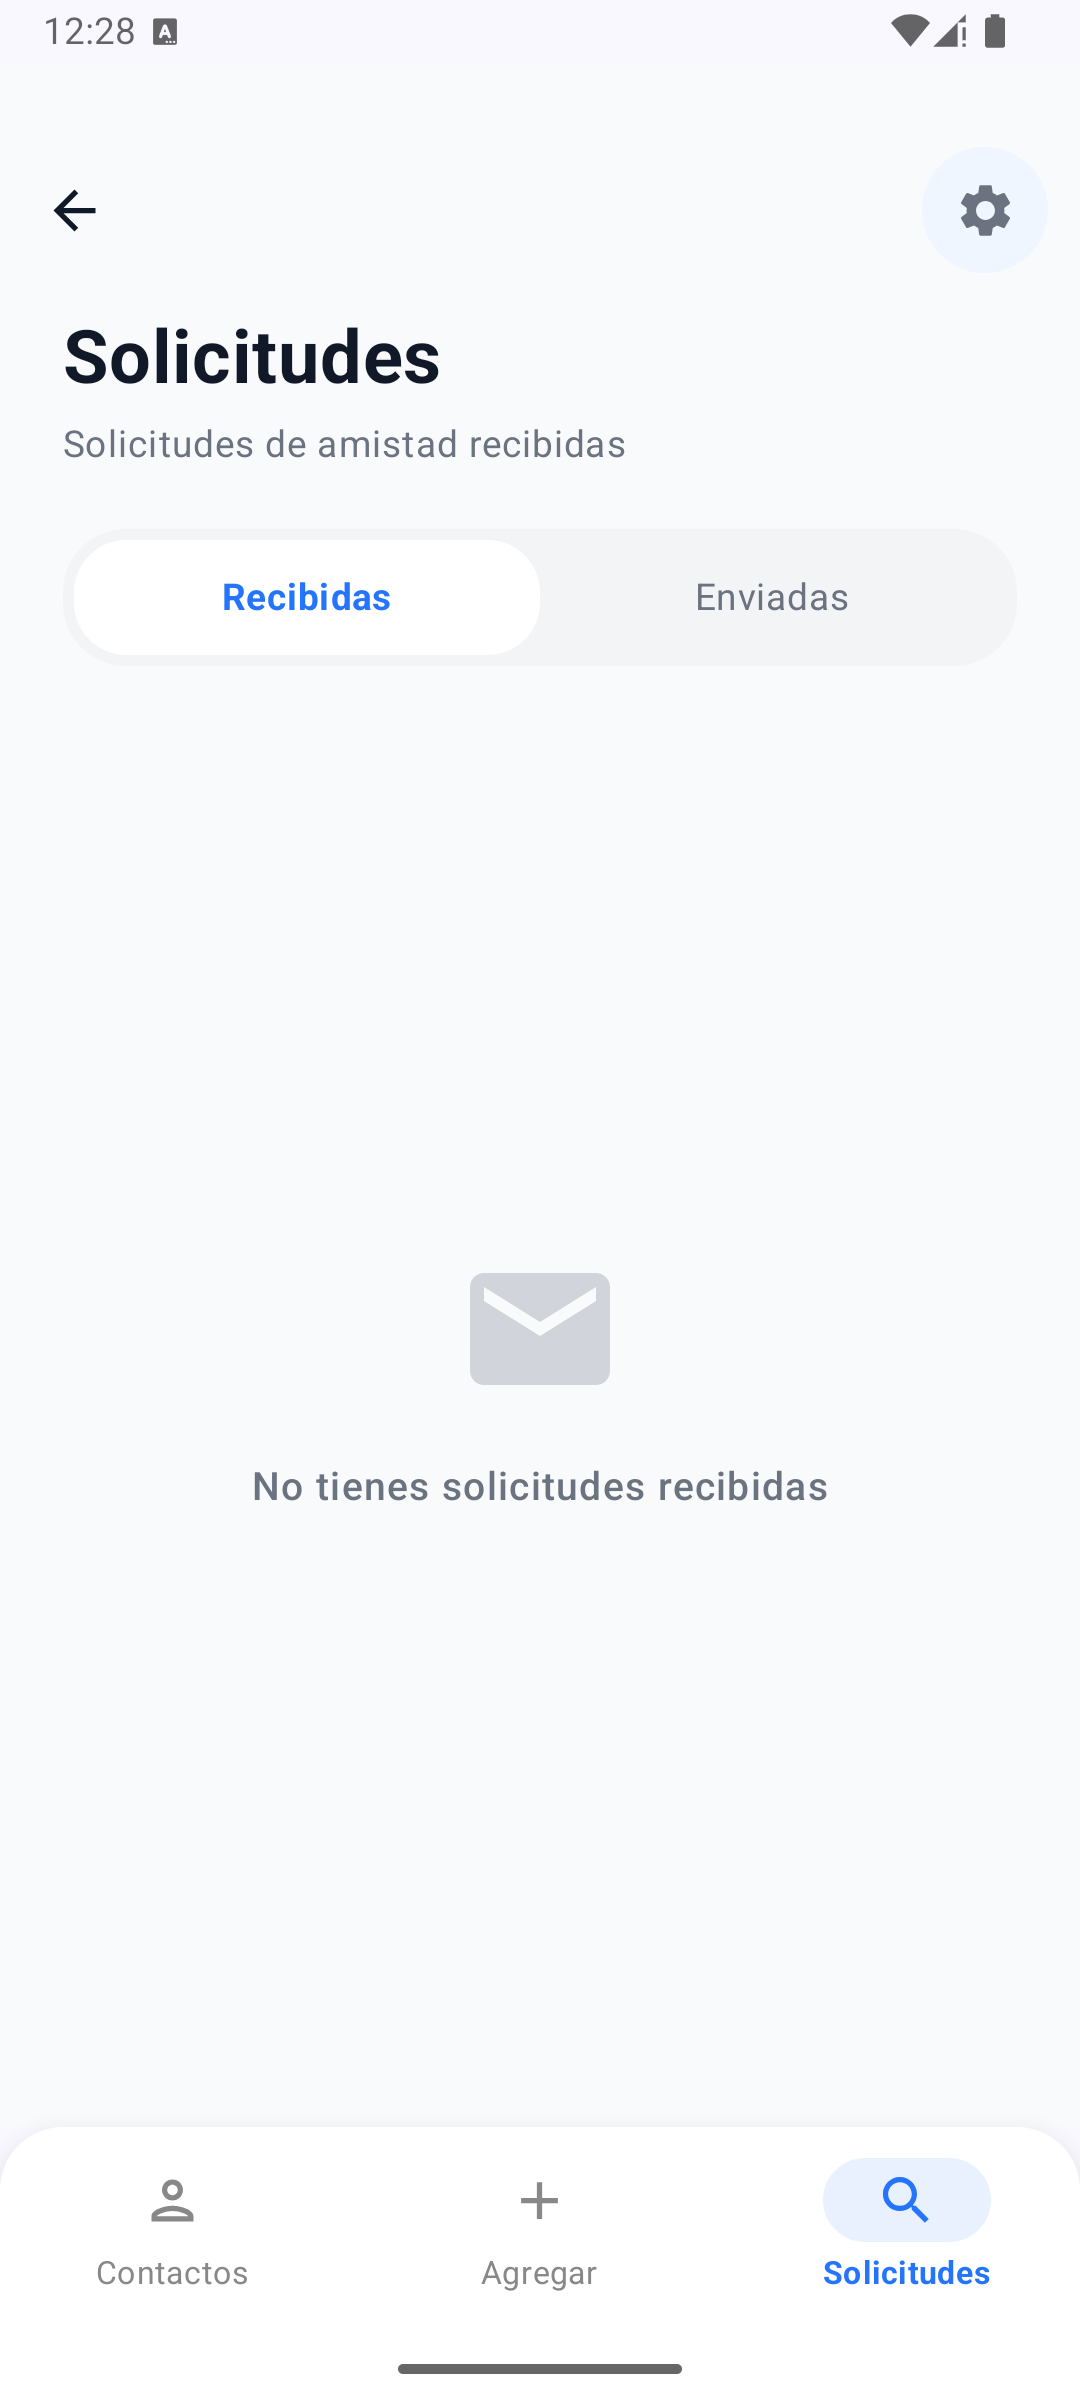 12:28
Solicitudes
Solicitudes de amistad recibidas
Recibidas
Enviadas
No tienes solicitudes recibidas
Contactos
Agregar
Solicitudes